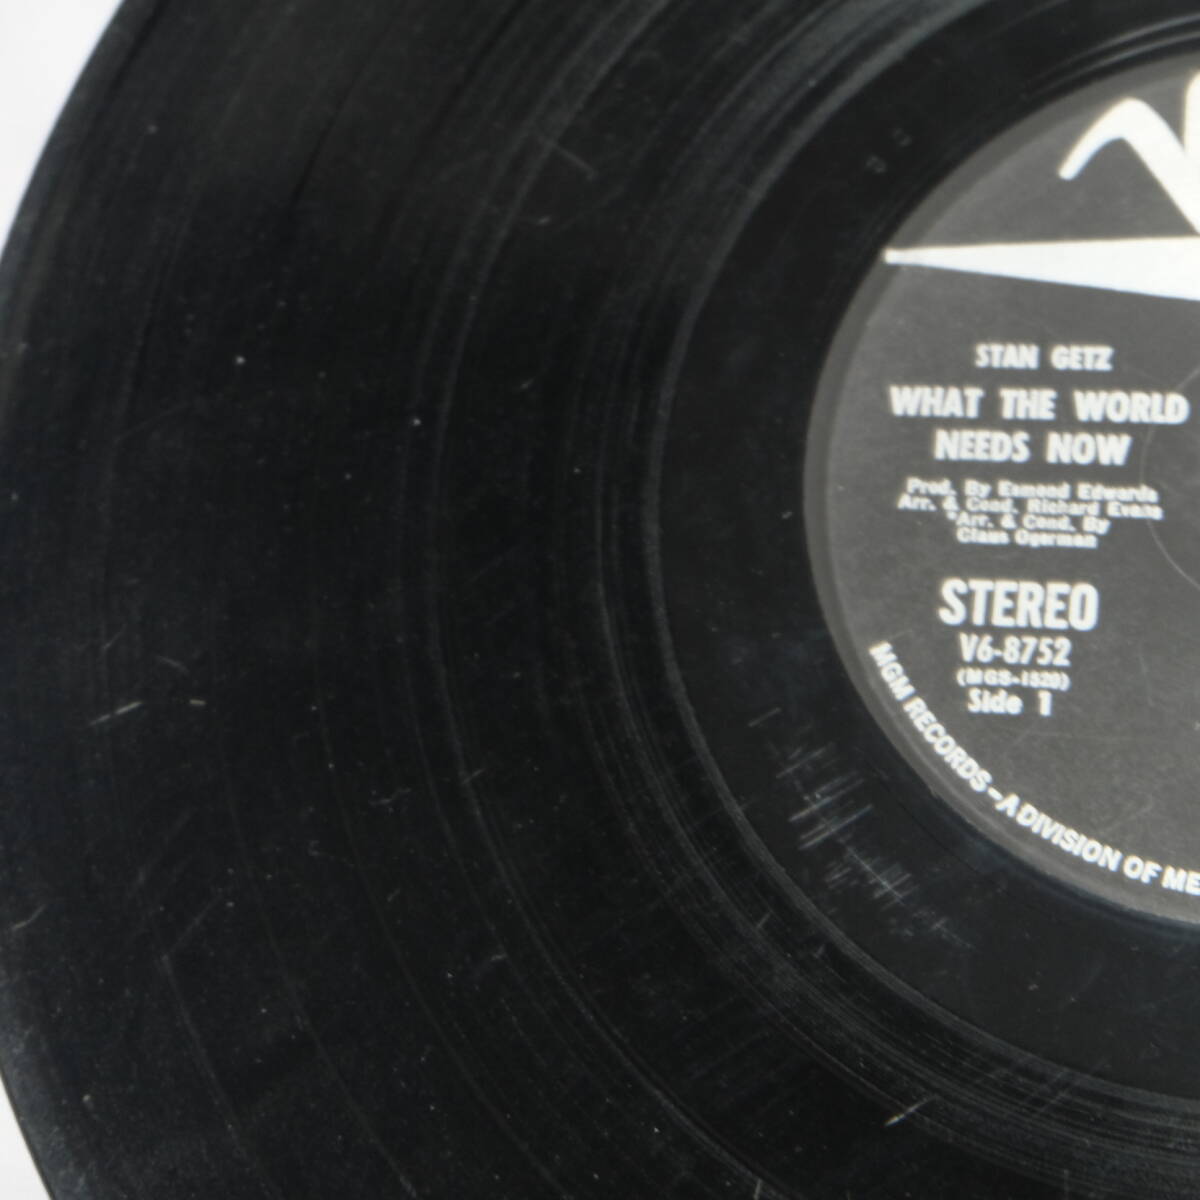 STAN GETZ
WHAT THE WORLD
NEEDS NOW
Prod. By Esmond Edwards
Arr. & Cond. Richard Evans
*Arr. & Cond. By
Claus Ogerman
STEREO
V6-8752
(MGS-1520)
Side 1
MGM RECORDS - A DIVISION OF ME